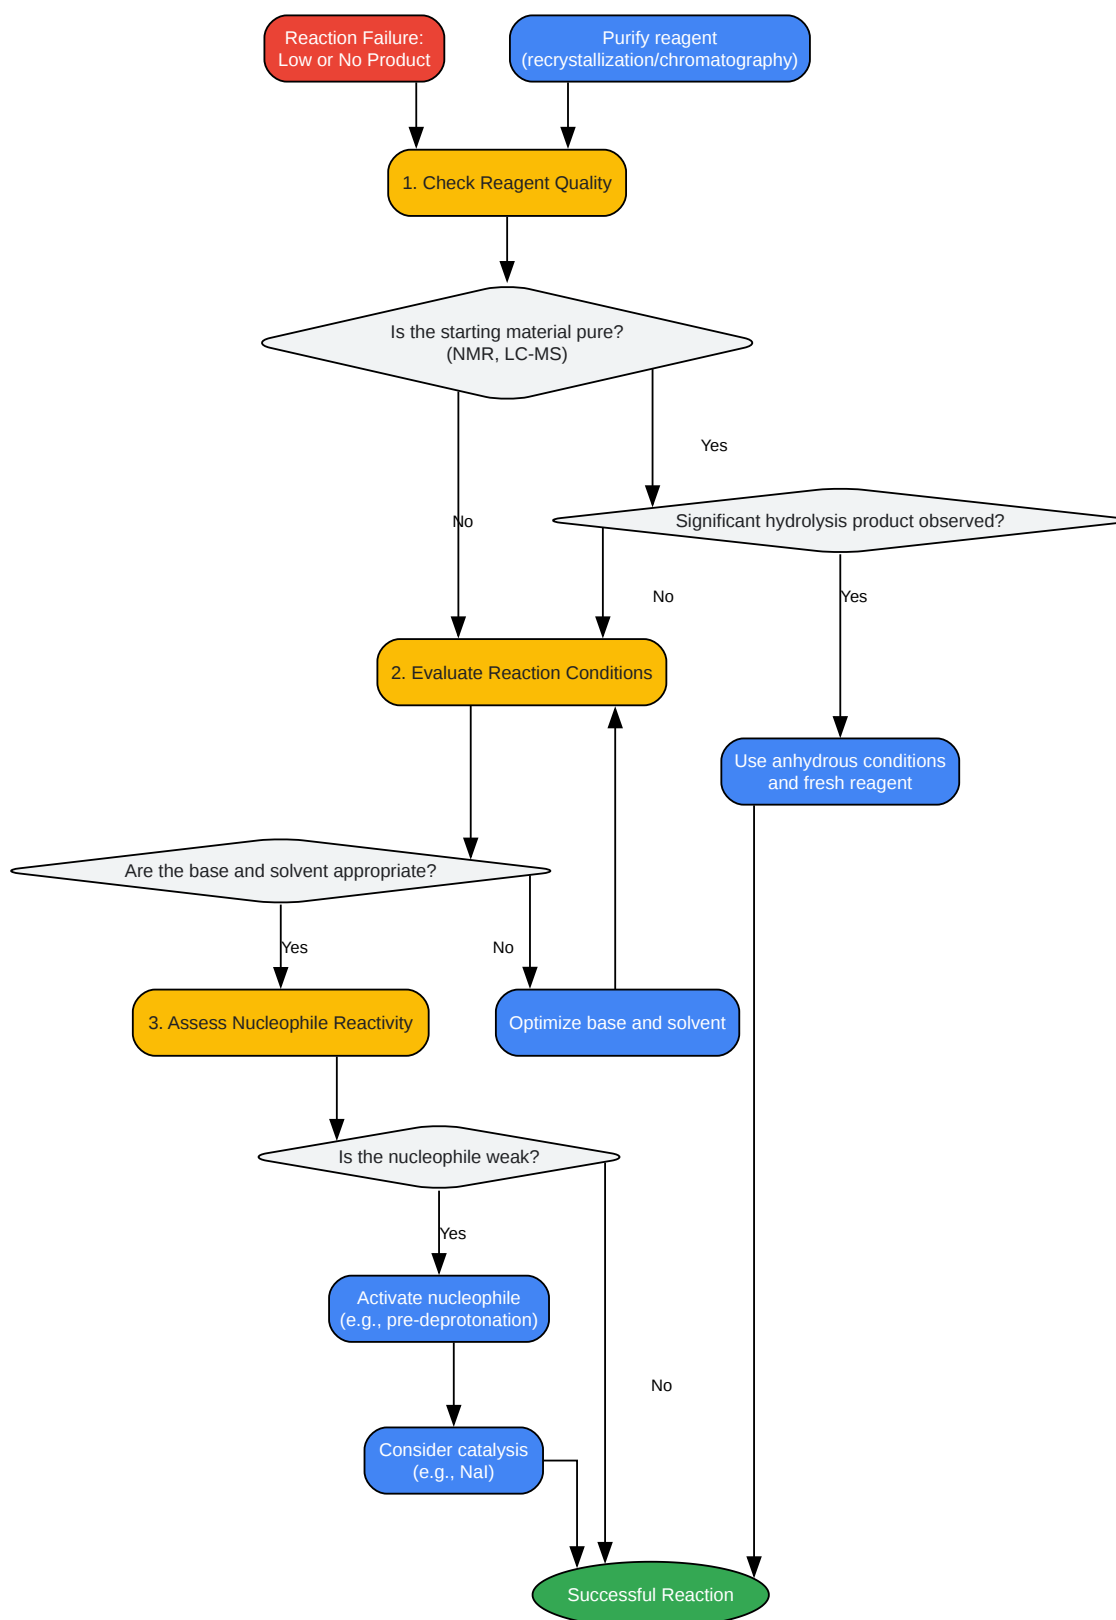 Reaction Failure:
Low or No Product
Purify reagent
(recrystallization/chromatography)
1. Check Reagent Quality
Is the starting material pure?
(NMR, LC-MS)
Yes
No
Significant hydrolysis product observed?
No
Yes
2. Evaluate Reaction Conditions
Use anhydrous conditions
and fresh reagent
Are the base and solvent appropriate?
Yes
No
3. Assess Nucleophile Reactivity
Optimize base and solvent
Is the nucleophile weak?
Yes
Activate nucleophile
(e.g., pre-deprotonation)
No
Consider catalysis
(e.g., NaI)
Successful Reaction